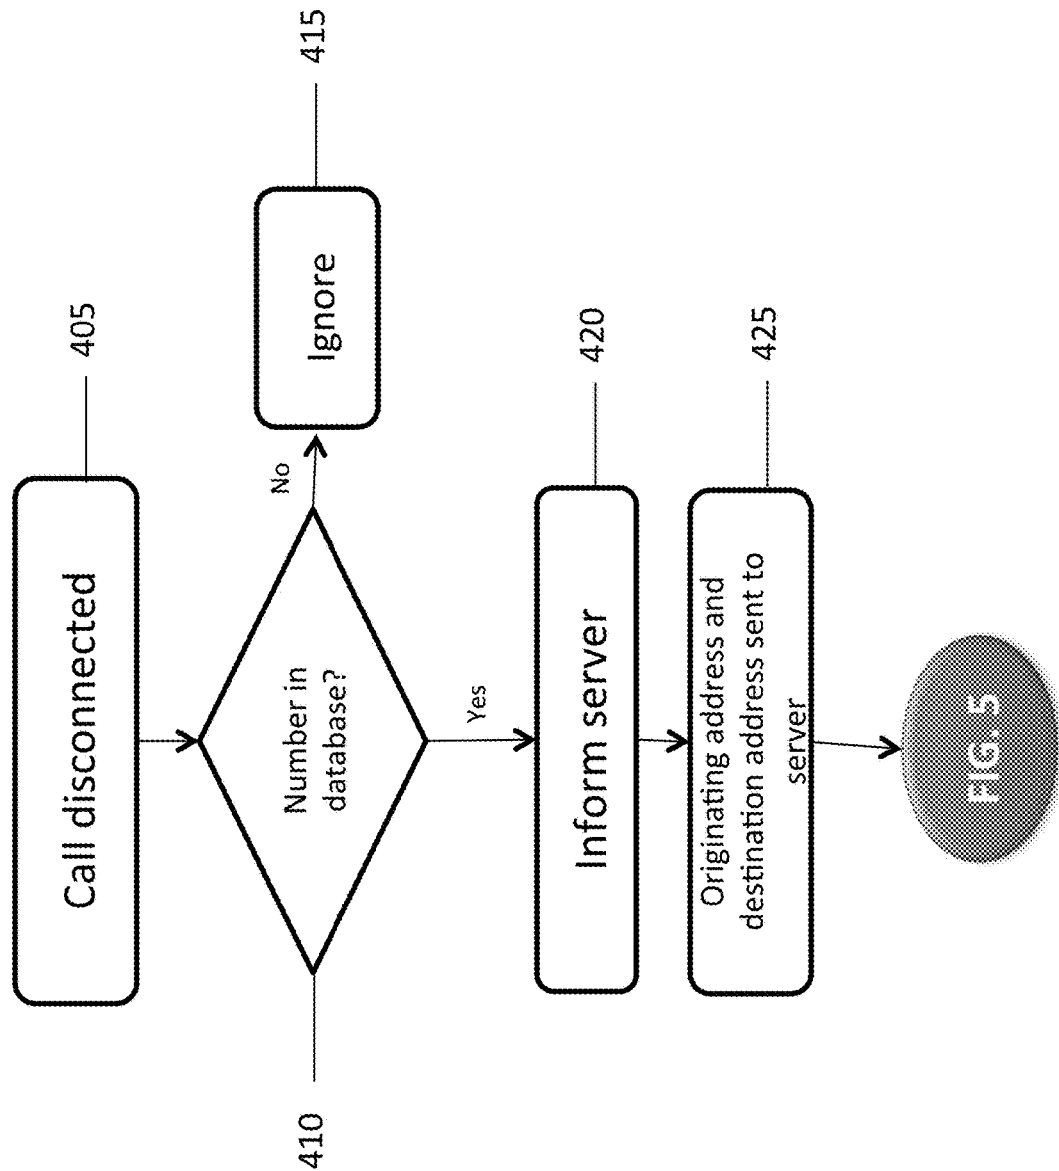 Call disconnected
405
Number in
database?
410
No
Ignore
415
Yes
Inform server
420
Originating address and
destination address sent to
server
425
FIG. 5